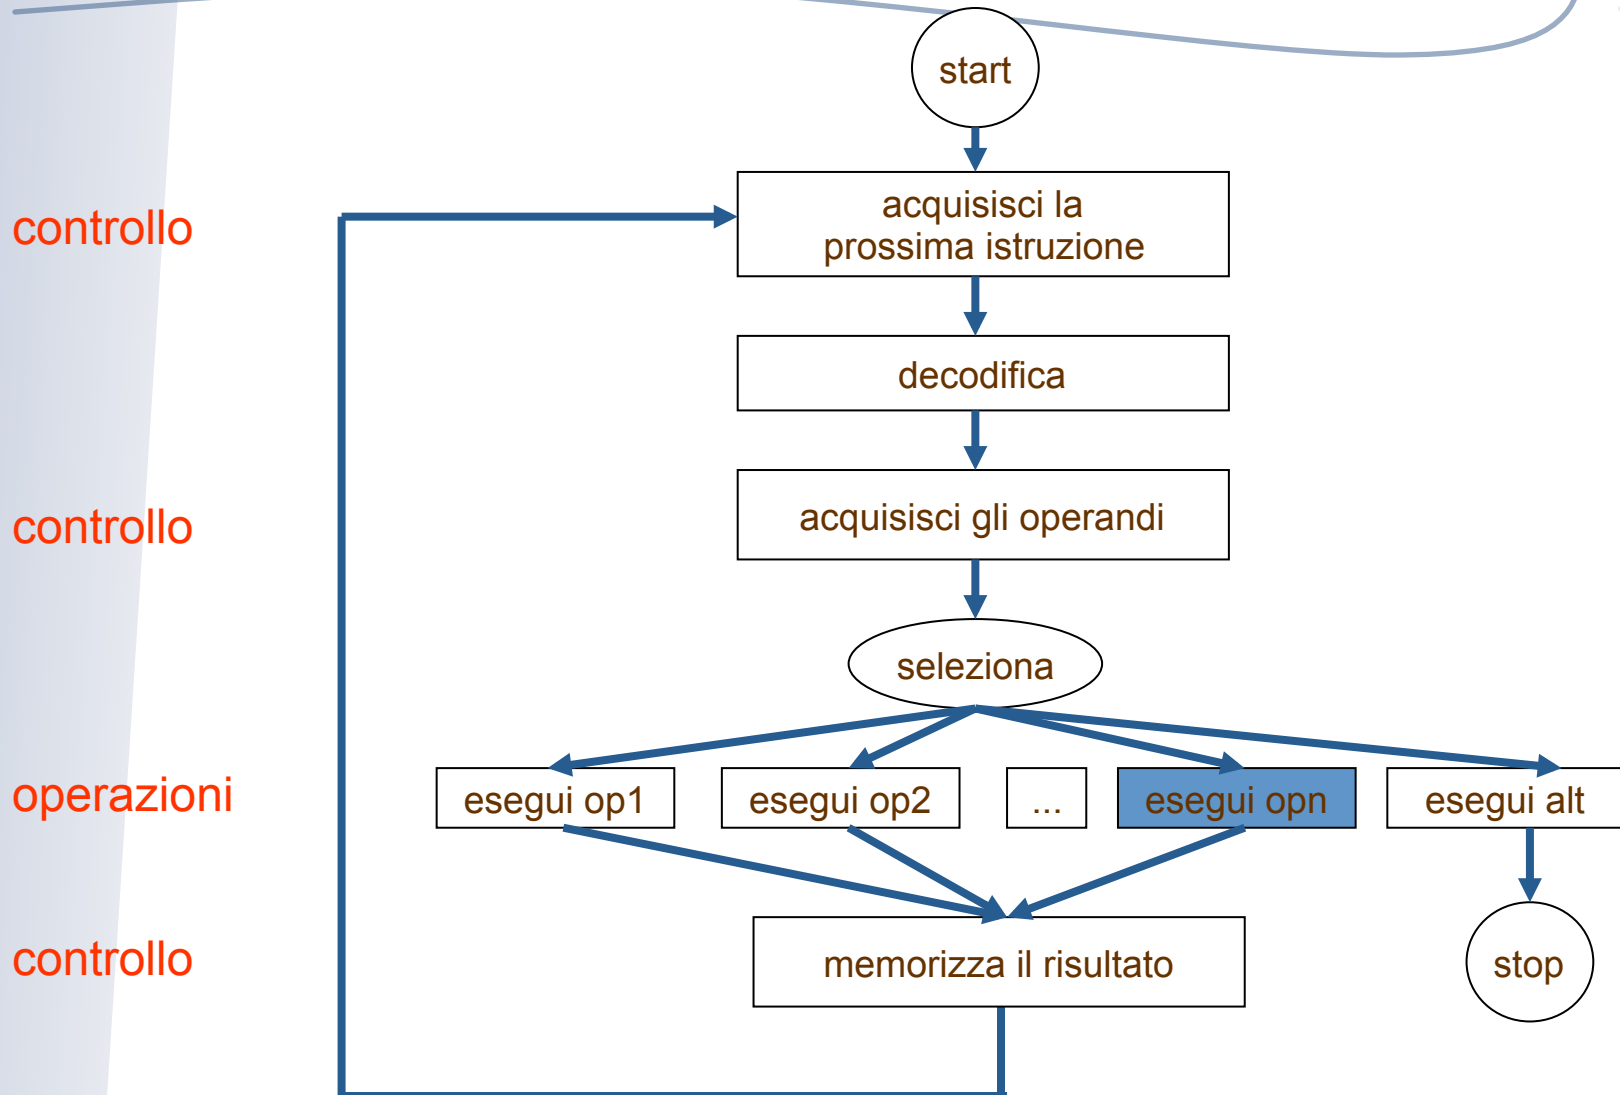 start
controllo
acquisisci la
prossima istruzione
decodifica
controllo
acquisisci gli operandi
seleziona
operazioni
esegui op1
esegui op2
...
esegui opn
esegui alt
controllo
memorizza il risultato
stop